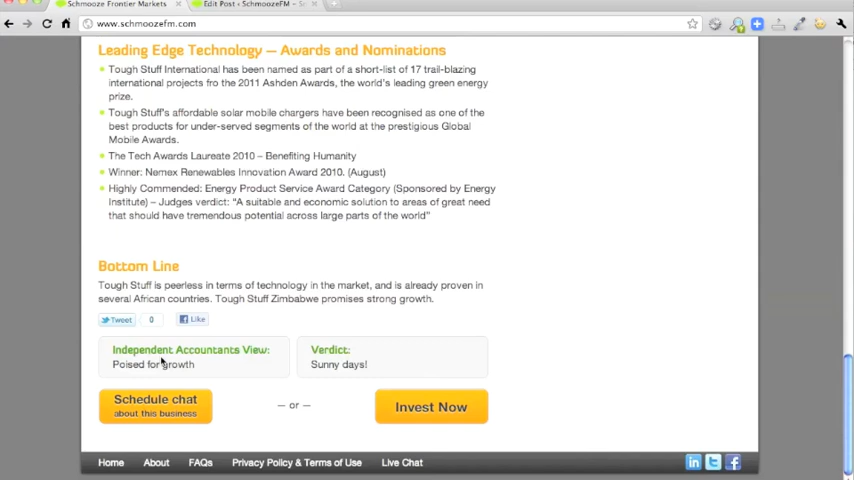 Schmooze Frontier Markets
Edit Post ‹ SchmoozeFM – S
www.schmoozefm.com
Leading Edge Technology – Awards and Nominations
Tough Stuff International has been named as part of a short-list of 17 trail-blazing
international projects fro the 2011 Ashden Awards, the world's leading green energy
prize.
Tough Stuff's affordable solar mobile chargers have been recognised as one of the
best products for under-served segments of the world at the prestigious Global
Mobile Awards.
The Tech Awards Laureate 2010 – Benefiting Humanity
Winner: Nemex Renewables Innovation Award 2010. (August)
Highly Commended: Energy Product Service Award Category (Sponsored by Energy
Institute) – Judges verdict: "A suitable and economic solution to areas of great need
that should have tremendous potential across large parts of the world"
Bottom Line
Tough Stuff is peerless in terms of technology in the market, and is already proven in
several African countries. Tough Stuff Zimbabwe promises strong growth.
Tweet 0 Like
Independent Accountants View:
Poised for growth
Verdict:
Sunny days!
Schedule chat
about this business
— or —
Invest Now
Home About FAQs Privacy Policy & Terms of Use Live Chat